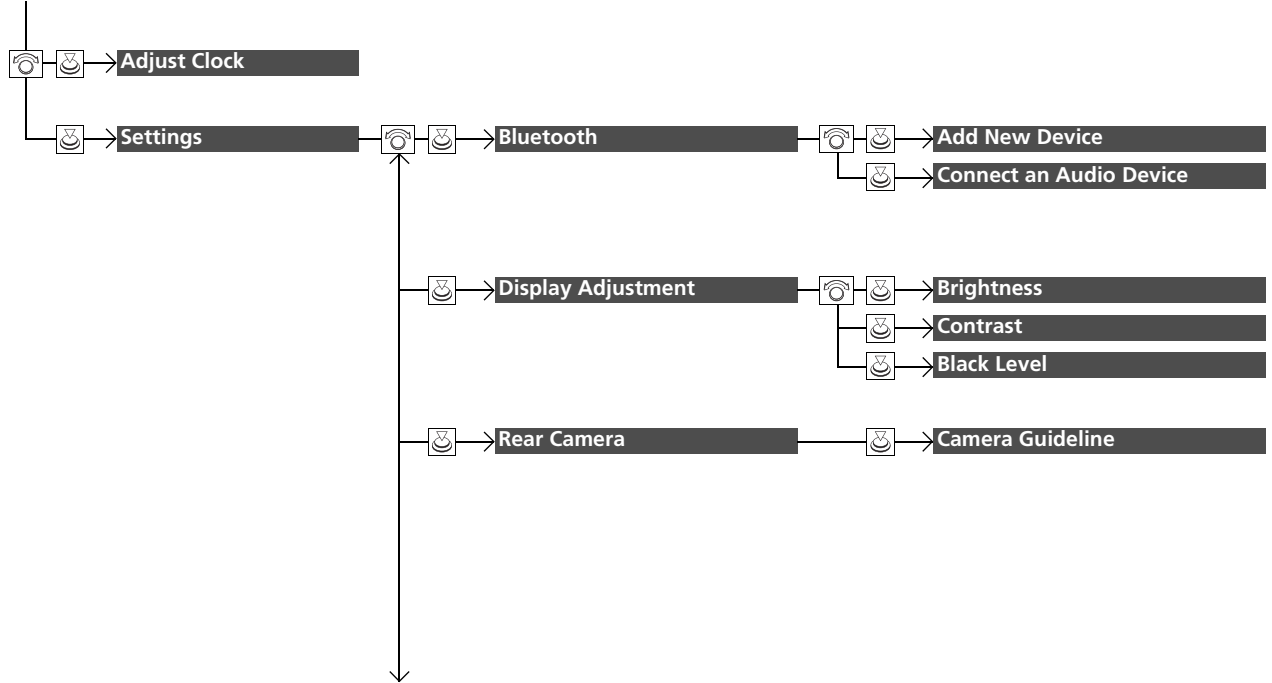 Adjust Clock
Settings
Bluetooth
Add New Device
Connect an Audio Device
Display Adjustment
Brightness
Contrast
Black Level
Rear Camera
Camera Guideline